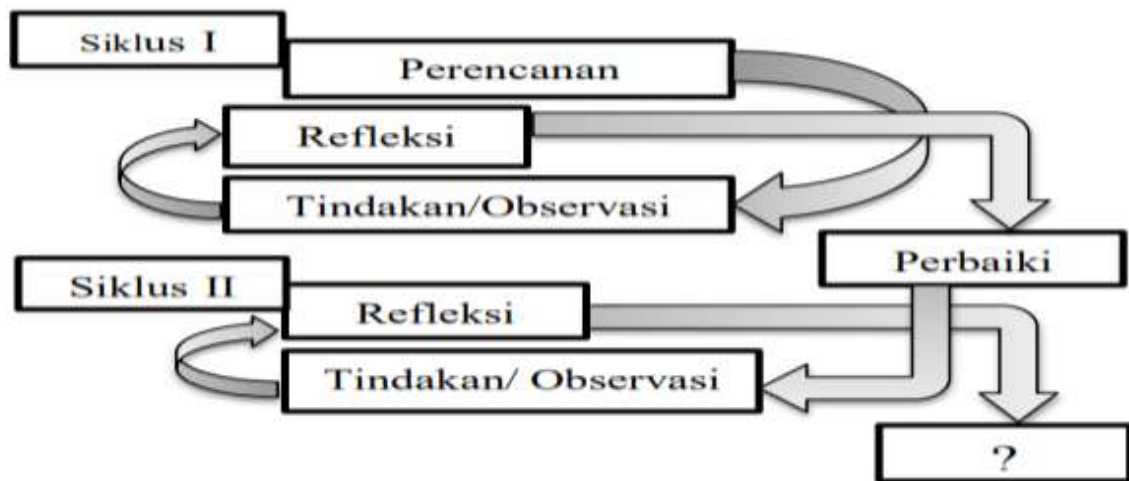 Siklus I
Perencanan
Refleksi
Tindakan/Observasi
Perbaiki
Siklus II
Refleksi
Tindakan/ Observasi
?